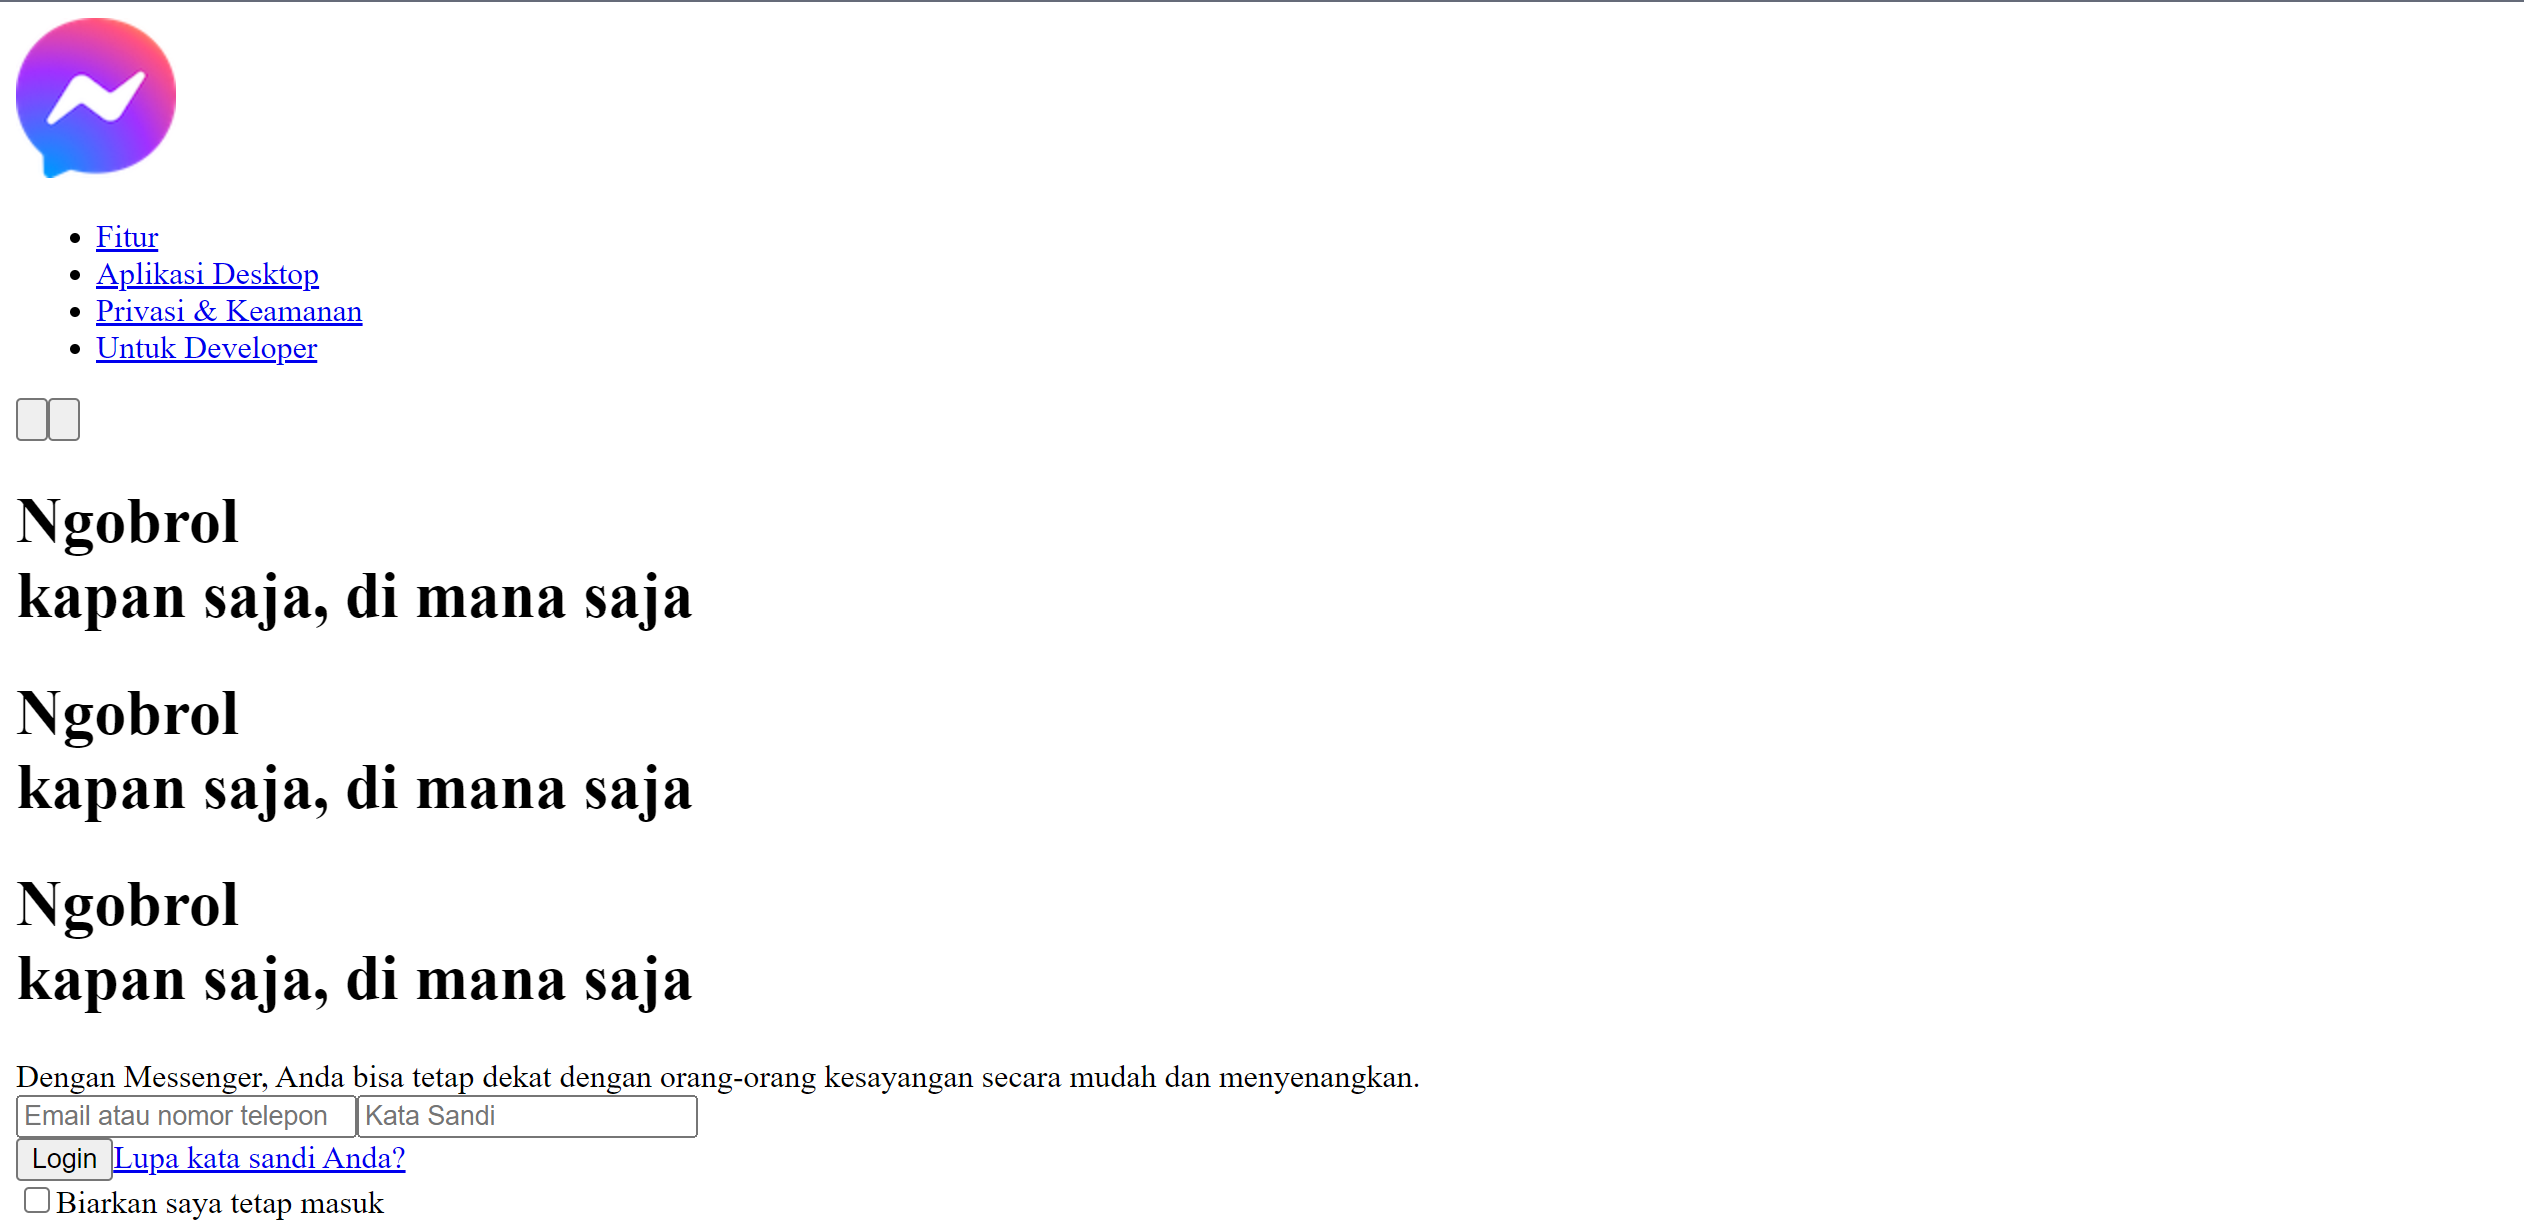 Fitur
Aplikasi Desktop
Privasi & Keamanan
Untuk Developer
Ngobrol
kapan saja, di mana saja
Ngobrol
kapan saja, di mana saja
Ngobrol
kapan saja, di mana saja
Dengan Messenger, Anda bisa tetap dekat dengan orang-orang kesayangan secara mudah dan menyenangkan.
Email atau nomor telepon Kata Sandi
Login Lupa kata sandi Anda?
Biarkan saya tetap masuk